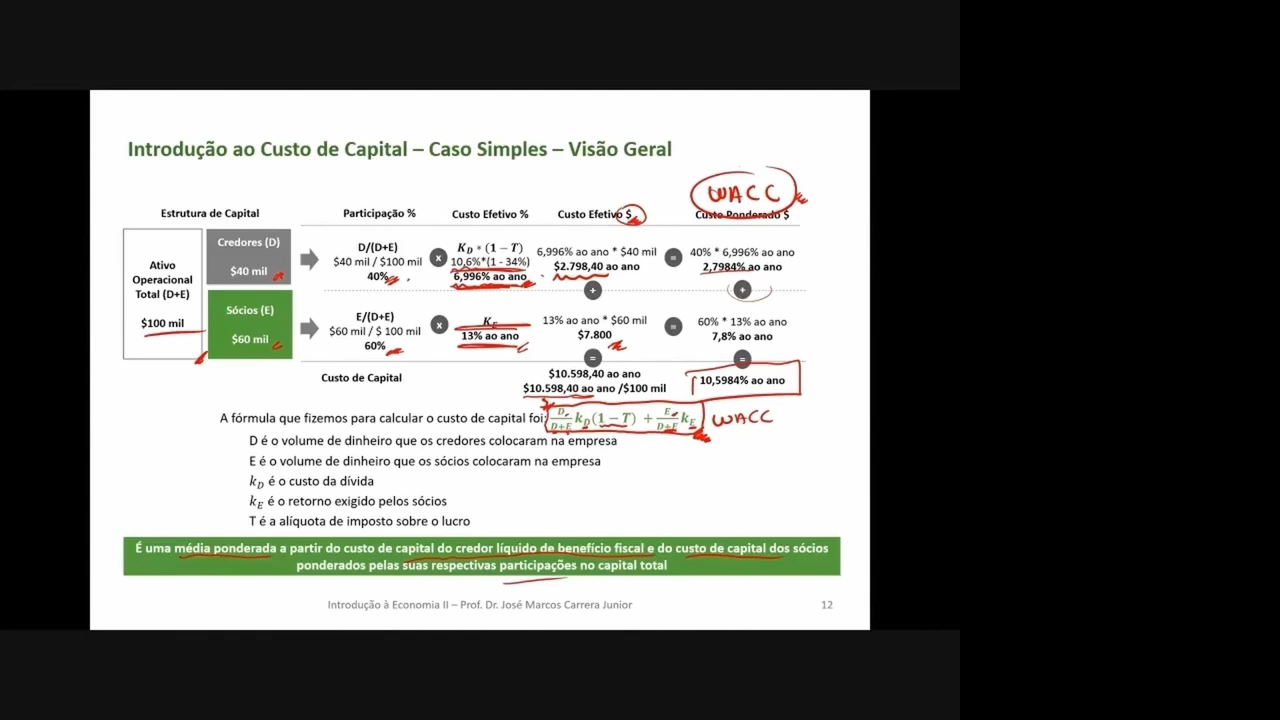 Introdução ao Custo de Capital – Caso Simples – Visão Geral
WACC
Estrutura de Capital Participação % Custo Efetivo % Custo Efetivo $ Custo Ponderado $
Ativo Operacional Total (D+E)
$100 mil
Credores (D)
$40 mil
D/(D+E)
$40 mil / $100 mil
40%
x
K_D * (1 − T)
10,6%*(1 - 34%)
6,996% ao ano
6,996% ao ano * $40 mil
$2.798,40 ao ano
=
40% * 6,996% ao ano
2,7984% ao ano
+ +
Sócios (E)
$60 mil
E/(D+E)
$60 mil / $ 100 mil
60%
x
K_E
13% ao ano
13% ao ano * $60 mil
$7.800
=
60% * 13% ao ano
7,8% ao ano
= =
Custo de Capital
$10.598,40 ao ano
$10.598,40 ao ano /$100 mil
10,5984% ao ano
A fórmula que fizemos para calcular o custo de capital foi: D/(D+E) k_D(1 − T) + E/(D+E) k_E WACC
D é o volume de dinheiro que os credores colocaram na empresa
E é o volume de dinheiro que os sócios colocaram na empresa
k_D é o custo da dívida
k_E é o retorno exigido pelos sócios
T é a alíquota de imposto sobre o lucro
É uma média ponderada a partir do custo de capital do credor líquido de benefício fiscal e do custo de capital dos sócios
ponderados pelas suas respectivas participações no capital total
Introdução à Economia II – Prof. Dr. José Marcos Carrera Junior 12